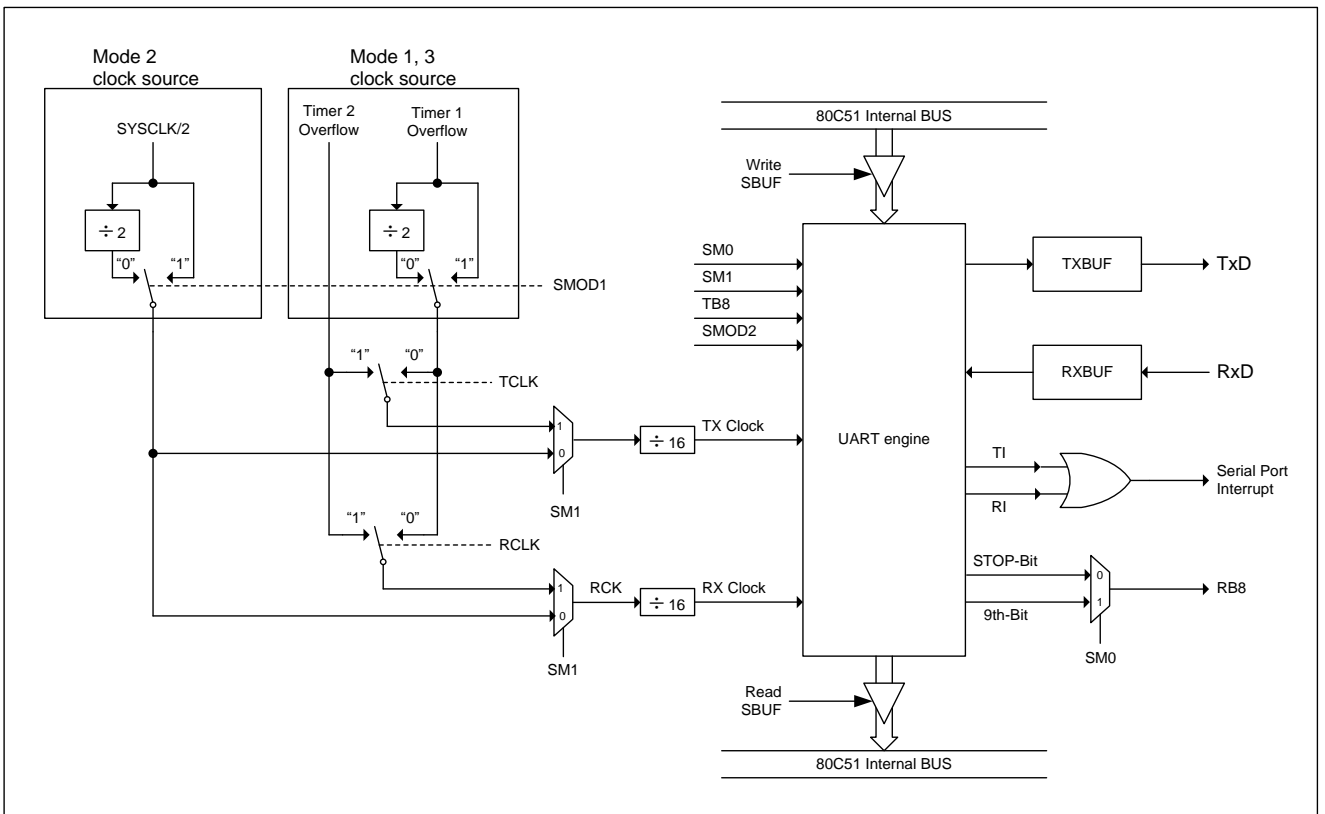 Mode 2
clock source
Mode 1, 3
clock source
SYSCLK/2
Timer 2
Overflow
Timer 1
Overflow
÷ 2
÷ 2
“0”
“1”
“0”
“1”
SMOD1
“1”
“0”
TCLK
1
0
SM1
÷ 16
TX Clock
“1”
“0”
RCLK
1
0
SM1
RCK
÷ 16
RX Clock
80C51 Internal BUS
Write
SBUF
SM0
SM1
TB8
SMOD2
UART engine
TXBUF
TxD
RXBUF
RxD
TI
RI
Serial Port
Interrupt
STOP-Bit
9th-Bit
0
1
SM0
RB8
Read
SBUF
80C51 Internal BUS